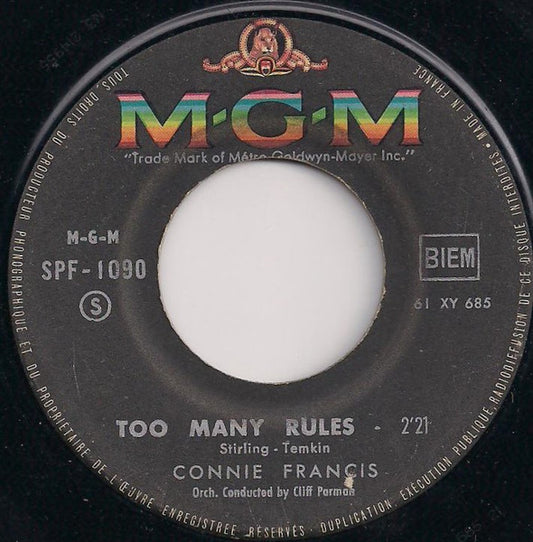 M·G·M
"Trade Mark of Métro Goldwyn-Mayer Inc."
M-G-M
SPF-1090
S
BIEM
61 XY 685
TOO MANY RULES - 2'21
Stirling - Temkin
CONNIE FRANCIS
Orch. Conducted by Cliff Parman
TOUS DROITS DU PRODUCTEUR PHONOGRAPHIQUE ET DU PROPRIETAIRE DE L'ŒUVRE ENREGISTREE RÉSERVÉS · DUPLICATION EXÉCUTION PUBLIQUE, RADIODIFFUSION DE CE DISQUE INTERDITES · MADE IN FRANCE